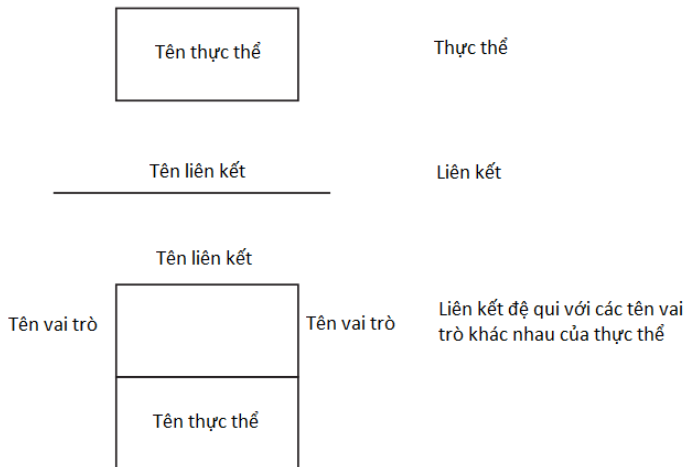 Tên thực thể
Thực thể
Tên liên kết
Liên kết
Tên liên kết
Tên vai trò
Tên vai trò
Liên kết đệ qui với các tên vai
trò khác nhau của thực thể
Tên thực thể